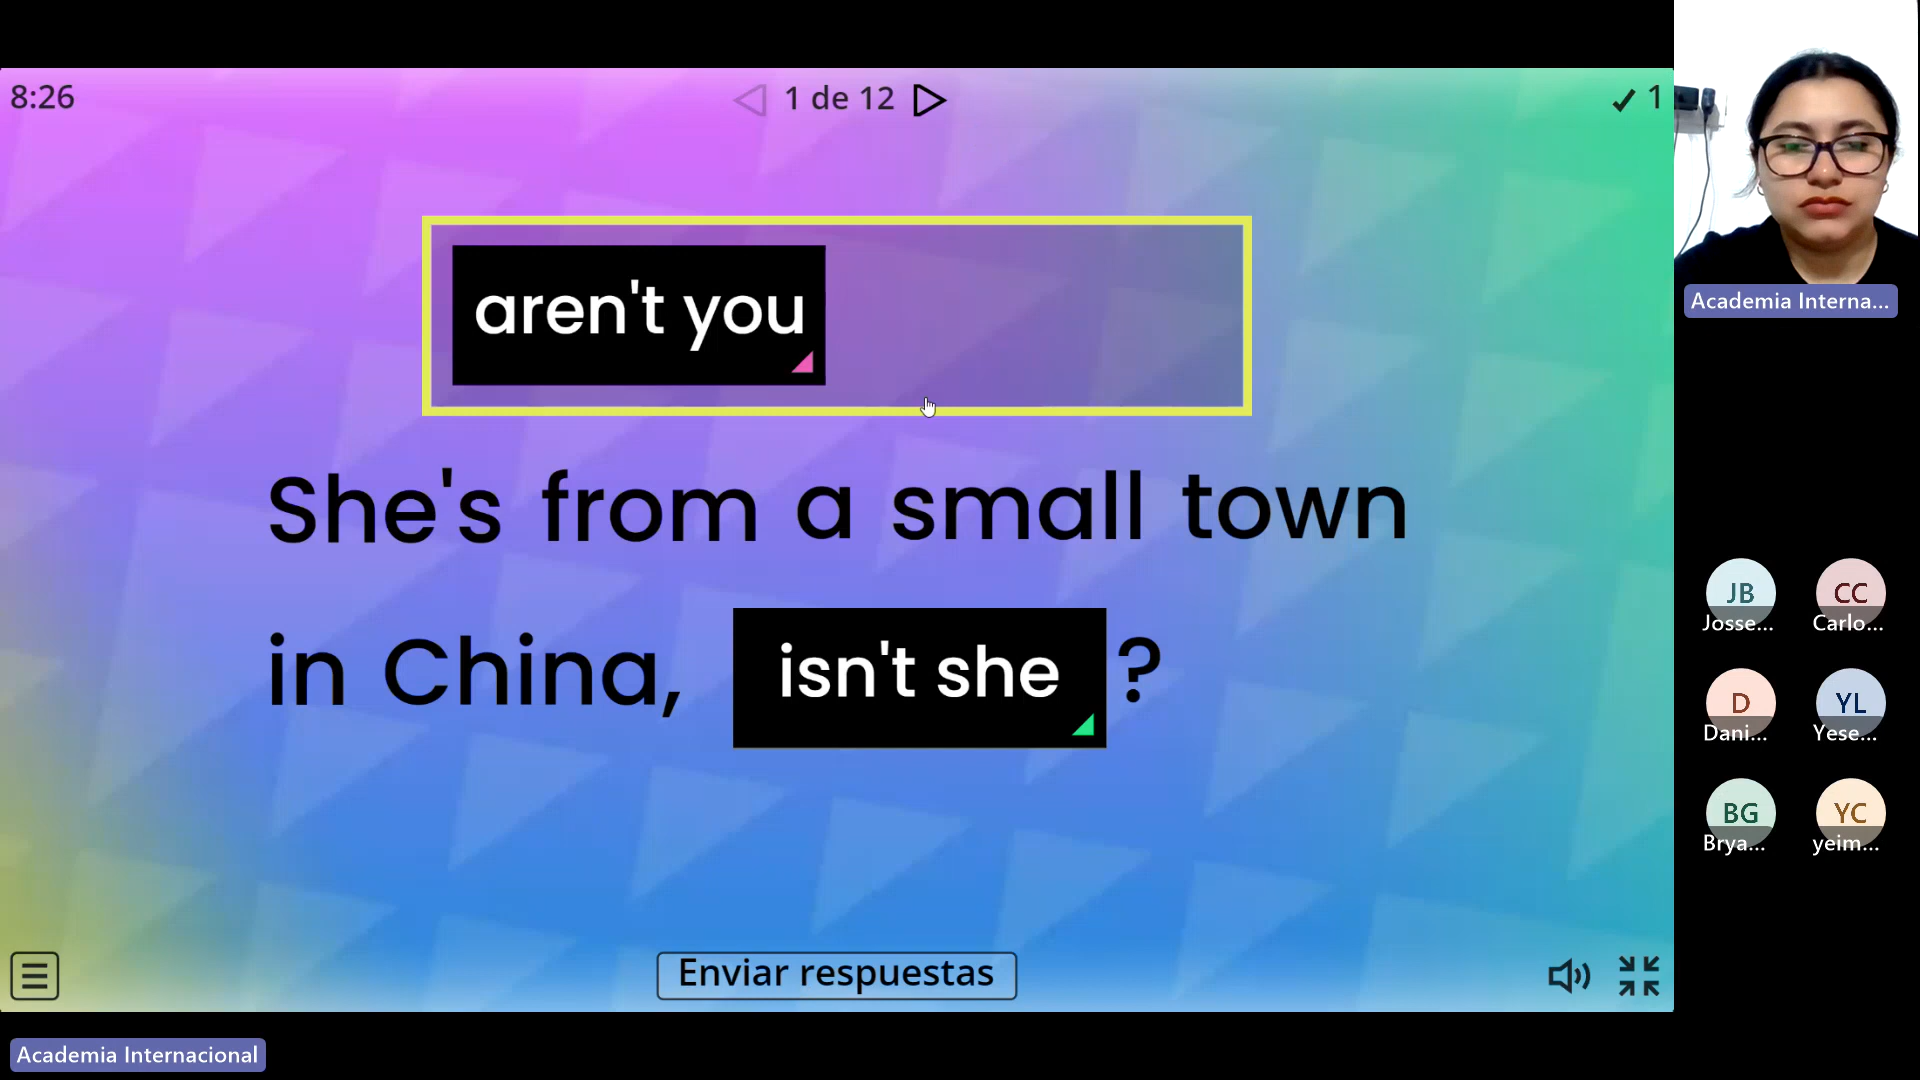 8:26
1 de 12
1
aren't you
She's from a small town
in China, isn't she ?
Enviar respuestas
Academia Internacional
Academia Interna...
JB
Josse...
CC
Carlo...
D
Dani...
YL
Yese...
BG
Brya...
YC
yeim...